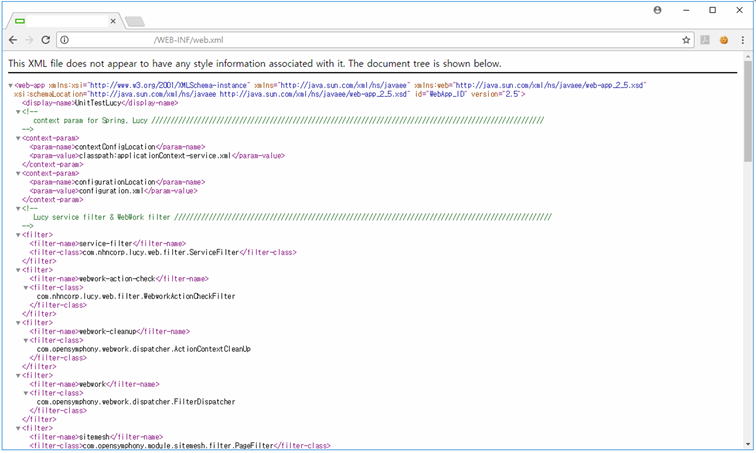 /WEB-INF/web.xml
This XML file does not appear to have any style information associated with it. The document tree is shown below.
<web-app xmlns:xsi="http://www.w3.org/2001/XMLSchema-instance" xmlns="http://java.sun.com/xml/ns/javaee" xmlns:web="http://java.sun.com/xml/ns/javaee/web-app_2_5.xsd"
xsi:schemaLocation="http://java.sun.com/xml/ns/javaee http://java.sun.com/xml/ns/javaee/web-app_2_5.xsd" id="WebApp_ID" version="2.5">
<display-name>UnitTestLucy</display-name>
<!--
context param for Spring, Lucy ////////////////////////////////////////////////////////////////////////////////////////////////////
-->
<context-param>
<param-name>contextConfigLocation</param-name>
<param-value>classpath:applicationContext-service.xml</param-value>
</context-param>
<context-param>
<param-name>configurationLocation</param-name>
<param-value>configuration.xml</param-value>
</context-param>
<!--
Lucy service filter & WebWork filter ////////////////////////////////////////////////////////////////////////////////////////////////
-->
<filter>
<filter-name>service-filter</filter-name>
<filter-class>com.nhncorp.lucy.web.filter.ServiceFilter</filter-class>
</filter>
<filter>
<filter-name>webwork-action-check</filter-name>
<filter-class>
com.nhncorp.lucy.web.filter.WebworkActionCheckFilter
</filter-class>
</filter>
<filter>
<filter-name>webwork-cleanup</filter-name>
<filter-class>
com.opensymphony.webwork.dispatcher.ActionContextCleanUp
</filter-class>
</filter>
<filter>
<filter-name>webwork</filter-name>
<filter-class>
com.opensymphony.webwork.dispatcher.FilterDispatcher
</filter-class>
</filter>
<filter>
<filter-name>sitemesh</filter-name>
<filter-class>com.opensymphony.module.sitemesh.filter.PageFilter</filter-class>